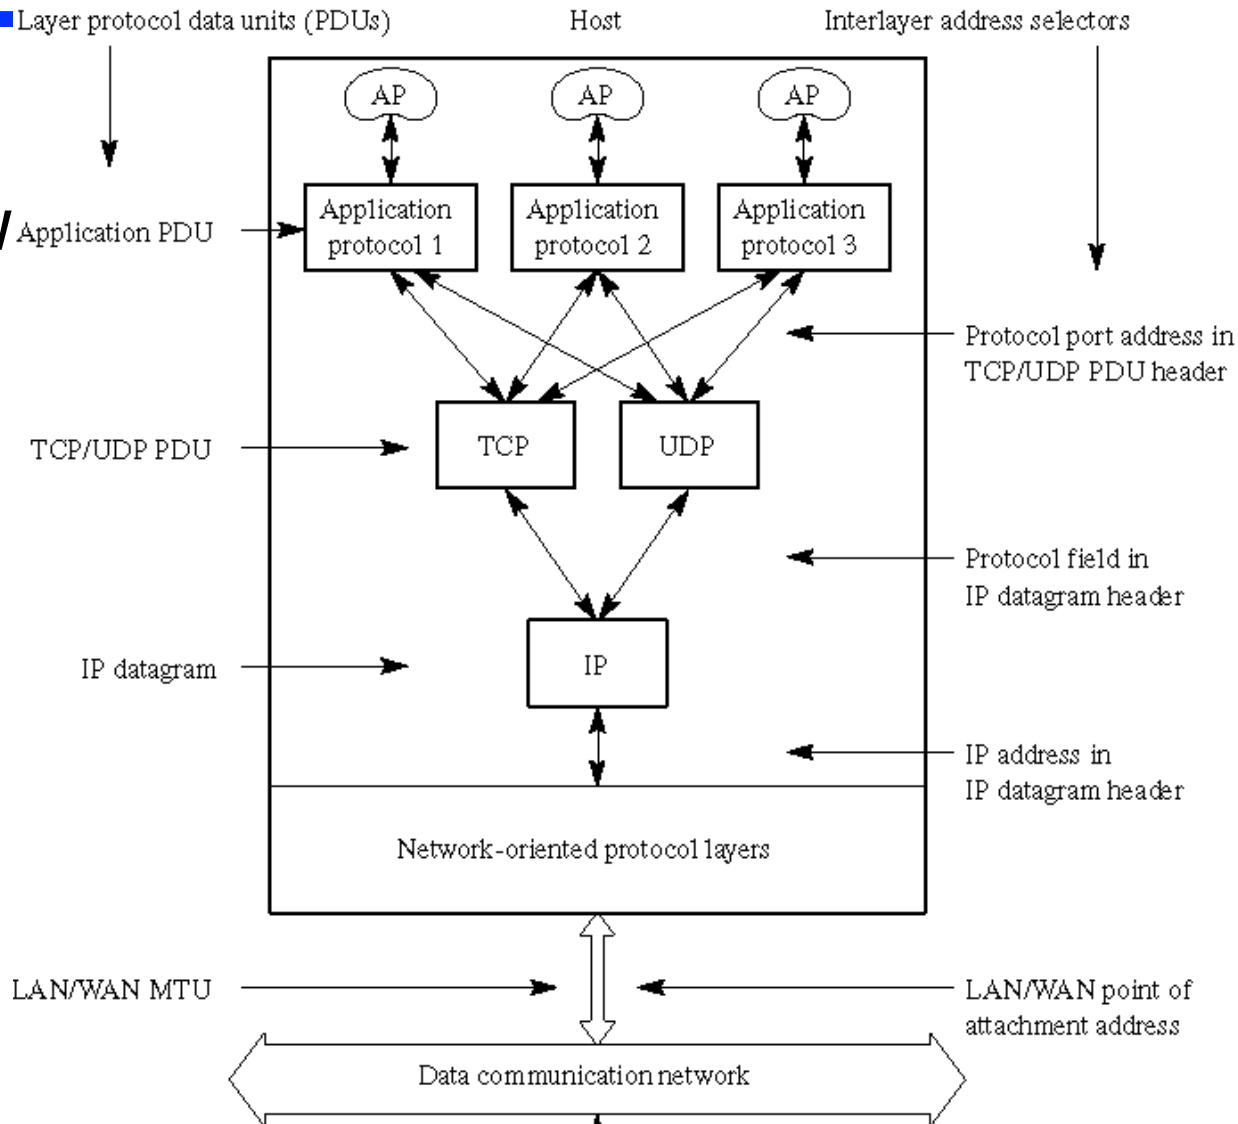 Layer protocol data units (PDUs)
Host
Interlayer address selectors
AP
AP
AP
Application
protocol 1
Application
protocol 2
Application
protocol 3
/
Application PDU
Protocol port address in
TCP/UDP PDU header
TCP/UDP PDU
TCP
UDP
Protocol field in
IP datagram header
IP datagram
IP
IP address in
IP datagram header
Network-oriented protocol layers
LAN/WAN MTU
LAN/WAN point of
attachment address
Data communication network